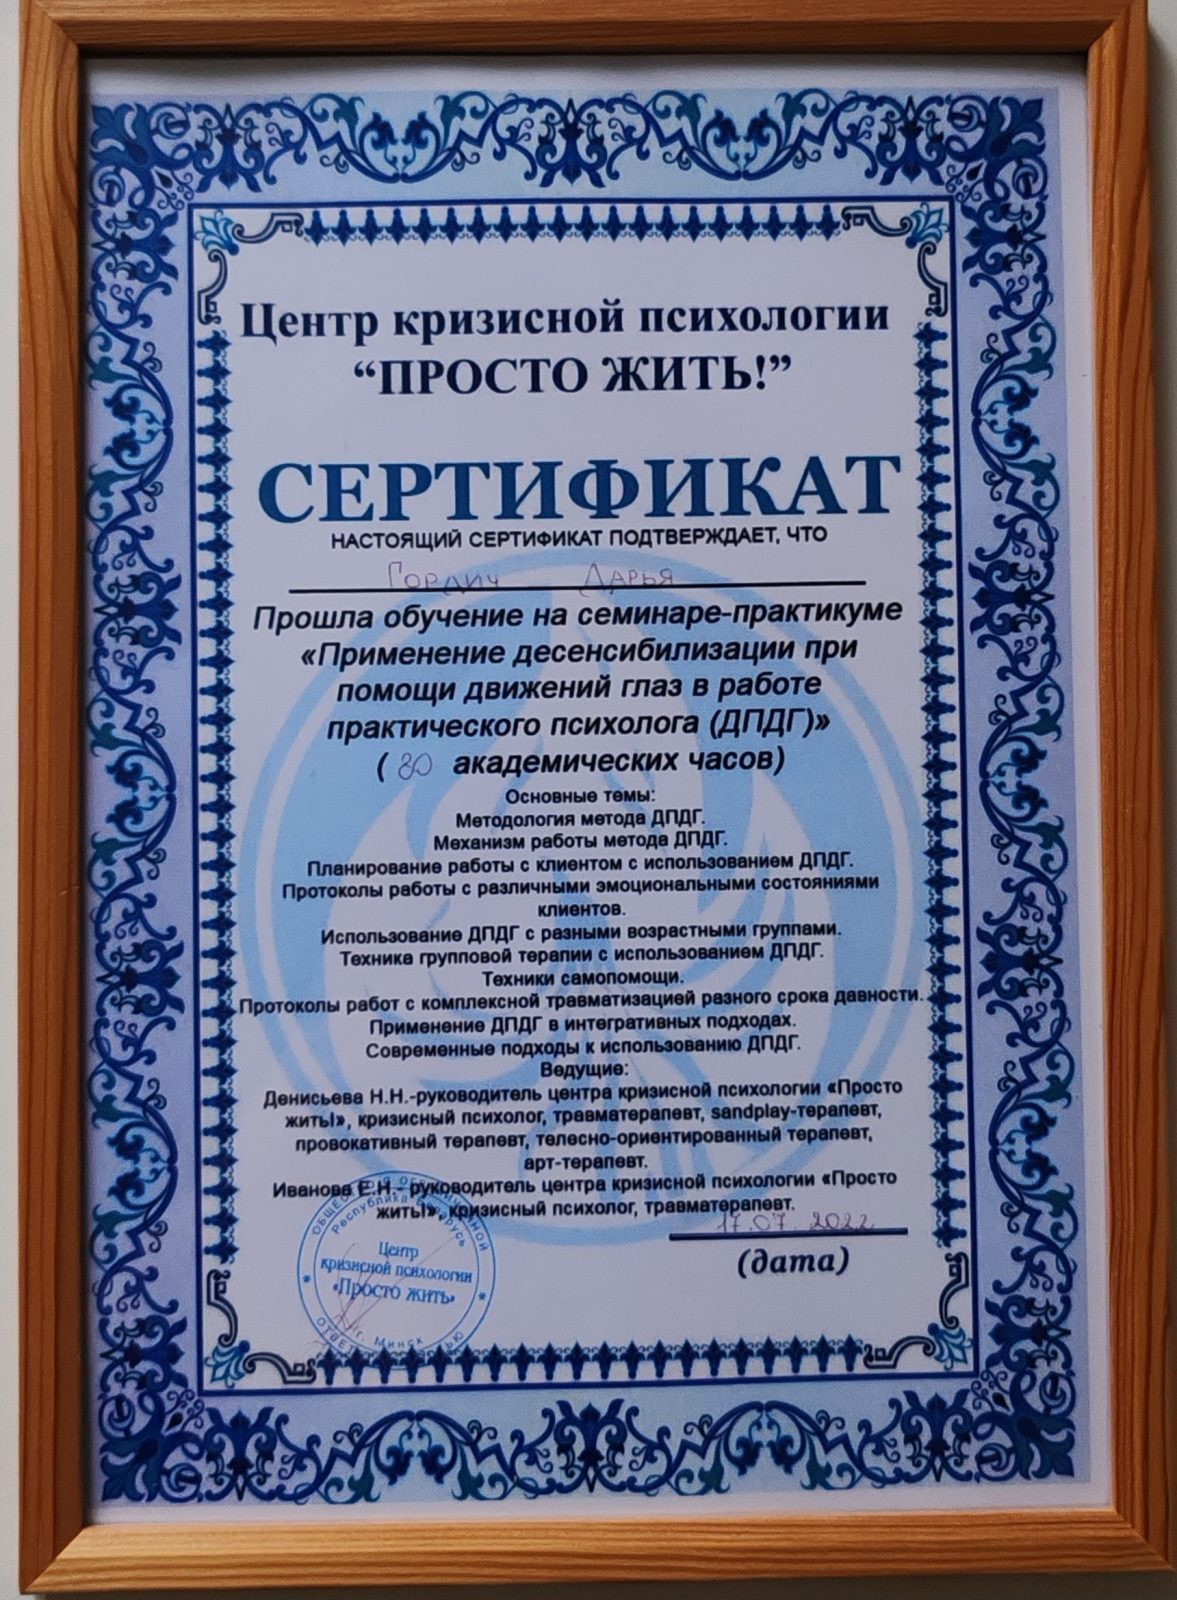 Центр кризисной психологии
“ПРОСТО ЖИТЬ!”
СЕРТИФИКАТ
НАСТОЯЩИЙ СЕРТИФИКАТ ПОДТВЕРЖДАЕТ, ЧТО
Гордич Дарья
Прошла обучение на семинаре-практикуме
«Применение десенсибилизации при
помощи движений глаз в работе
практического психолога (ДПДГ)»
( 80 академических часов)
Основные темы:
Методология метода ДПДГ.
Механизм работы метода ДПДГ.
Планирование работы с клиентом с использованием ДПДГ.
Протоколы работы с различными эмоциональными состояниями
клиентов.
Использование ДПДГ с разными возрастными группами.
Техника групповой терапии с использованием ДПДГ.
Техники самопомощи.
Протоколы работ с комплексной травматизацией разного срока давности.
Применение ДПДГ в интегративных подходах.
Современные подходы к использованию ДПДГ.
Ведущие:
Денисьева Н.Н.-руководитель центра кризисной психологии «Просто
жить!», кризисный психолог, травматерапевт, sandplay-терапевт,
провокативный терапевт, телесно-ориентированный терапевт,
арт-терапевт.
Иванова Е.Н.- руководитель центра кризисной психологии «Просто
жить!», кризисный психолог, травматерапевт.
17.07.2022
(дата)
Республика Беларусь
Центр
кризисной психологии
«Просто жить»
г. Минск